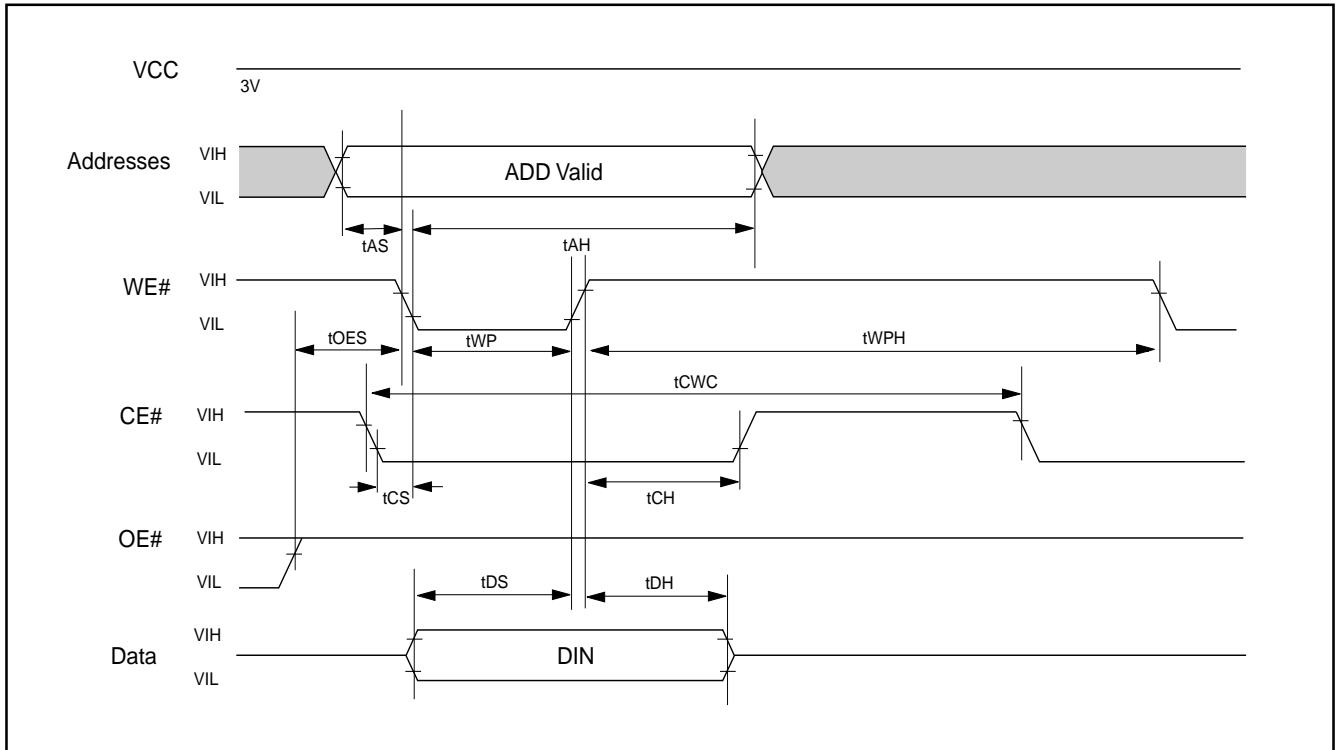 VCC
3V
Addresses
VIH
VIL
ADD Valid
tAS
tAH
WE#
VIH
VIL
tOES
tWP
tWPH
tCWC
CE#
VIH
VIL
tCS
tCH
OE#
VIH
VIL
tDS
tDH
Data
VIH
VIL
DIN